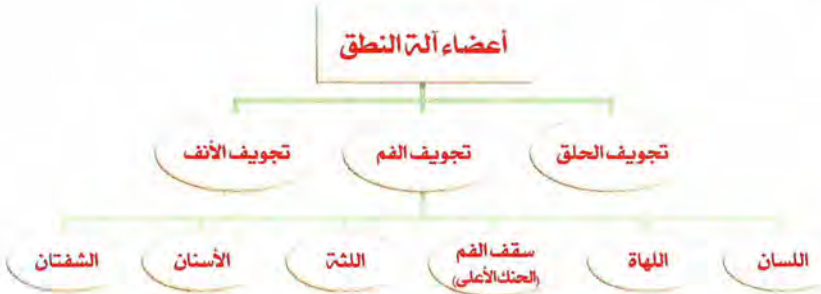 أعضاء آلة النطق
تجويف الحلق
تجويف الفم
تجويف الأنف
اللسان
اللهاة
سقف الفم
(الحنك الأعلى)
اللثة
الأسنان
الشفتان